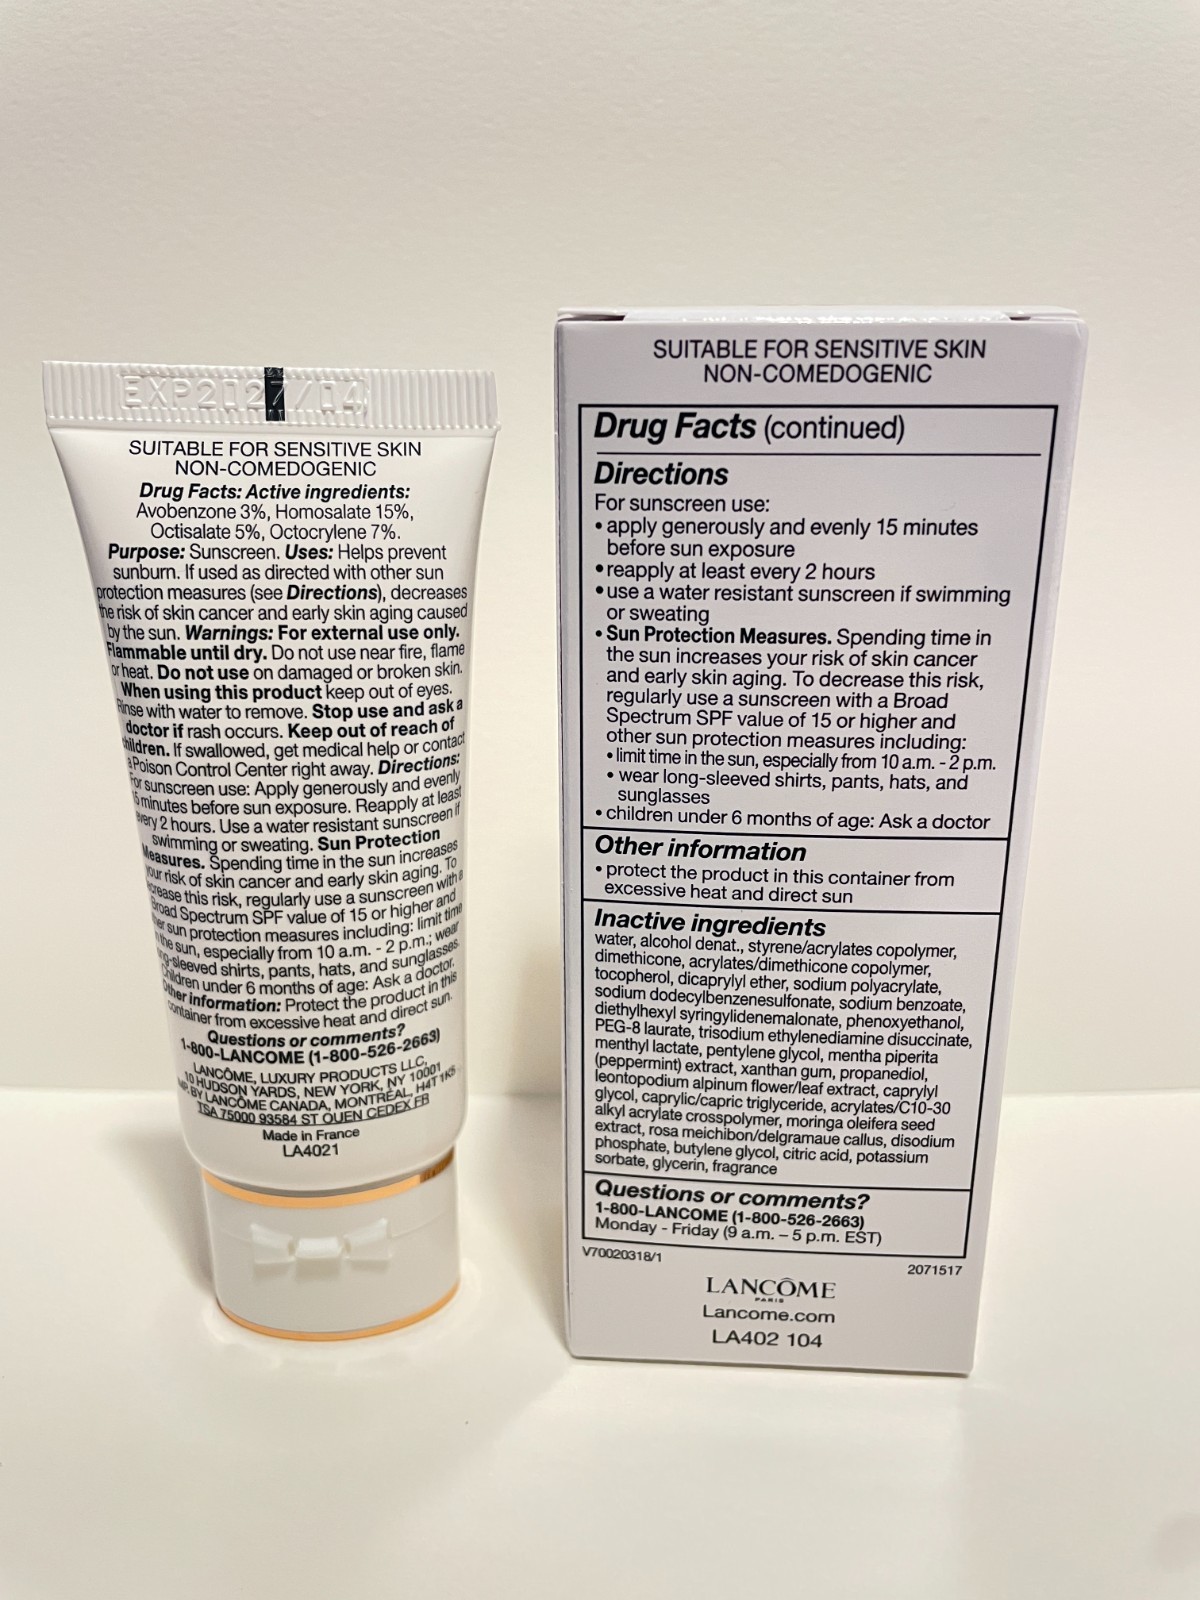 EXP2027/04
SUITABLE FOR SENSITIVE SKIN
NON-COMEDOGENIC
Drug Facts: Active ingredients:
Avobenzone 3%, Homosalate 15%,
Octisalate 5%, Octocrylene 7%.
Purpose: Sunscreen. Uses: Helps prevent
sunburn. If used as directed with other sun
protection measures (see Directions), decreases
the risk of skin cancer and early skin aging caused
by the sun. Warnings: For external use only.
Flammable until dry. Do not use near fire, flame
or heat. Do not use on damaged or broken skin.
When using this product keep out of eyes.
Rinse with water to remove. Stop use and ask a
doctor if rash occurs. Keep out of reach of
children. If swallowed, get medical help or contact
a Poison Control Center right away. Directions:
For sunscreen use: Apply generously and evenly
15 minutes before sun exposure. Reapply at least
every 2 hours. Use a water resistant sunscreen if
swimming or sweating. Sun Protection
Measures. Spending time in the sun increases
your risk of skin cancer and early skin aging. To
crease this risk, regularly use a sunscreen with a
Broad Spectrum SPF value of 15 or higher and
er sun protection measures including: limit time
in the sun, especially from 10 a.m. - 2 p.m.; wear
ng-sleeved shirts, pants, hats, and sunglasses.
Children under 6 months of age: Ask a doctor.
Other information: Protect the product in this
container from excessive heat and direct sun.
Questions or comments?
1-800-LANCOME (1-800-526-2663)
LANCÔME, LUXURY PRODUCTS LLC,
10 HUDSON YARDS, NEW YORK, NY 10001
MP. BY LANCÔME CANADA, MONTRÉAL, H4T 1K5
TSA 75000 93584 ST OUEN CEDEX FR
Made in France
LA4021
SUITABLE FOR SENSITIVE SKIN
NON-COMEDOGENIC
Drug Facts (continued)
Directions
For sunscreen use:
• apply generously and evenly 15 minutes
before sun exposure
• reapply at least every 2 hours
• use a water resistant sunscreen if swimming
or sweating
• Sun Protection Measures. Spending time in
the sun increases your risk of skin cancer
and early skin aging. To decrease this risk,
regularly use a sunscreen with a Broad
Spectrum SPF value of 15 or higher and
other sun protection measures including:
• limit time in the sun, especially from 10 a.m. - 2 p.m.
• wear long-sleeved shirts, pants, hats, and
sunglasses
• children under 6 months of age: Ask a doctor
Other information
• protect the product in this container from
excessive heat and direct sun
Inactive ingredients
water, alcohol denat., styrene/acrylates copolymer,
dimethicone, acrylates/dimethicone copolymer,
tocopherol, dicaprylyl ether, sodium polyacrylate,
sodium dodecylbenzenesulfonate, sodium benzoate,
diethylhexyl syringylidenemalonate, phenoxyethanol,
PEG-8 laurate, trisodium ethylenediamine disuccinate,
menthyl lactate, pentylene glycol, mentha piperita
(peppermint) extract, xanthan gum, propanediol,
leontopodium alpinum flower/leaf extract, caprylyl
glycol, caprylic/capric triglyceride, acrylates/C10-30
alkyl acrylate crosspolymer, moringa oleifera seed
extract, rosa meichibon/delgramaue callus, disodium
phosphate, butylene glycol, citric acid, potassium
sorbate, glycerin, fragrance
Questions or comments?
1-800-LANCOME (1-800-526-2663)
Monday - Friday (9 a.m. – 5 p.m. EST)
V70020318/1
2071517
LANCÔME
PARIS
Lancome.com
LA402 104